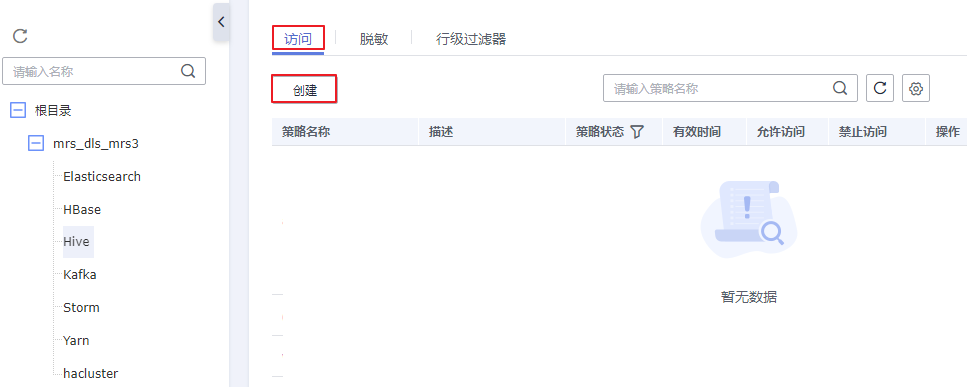 请输入名称
根目录
mrs_dls_mrs3
Elasticsearch
HBase
Hive
Kafka
Storm
Yarn
hacluster
访问 脱敏 行级过滤器
创建 请输入策略名称
策略名称 描述 策略状态 有效时间 允许访问 禁止访问 操作
暂无数据